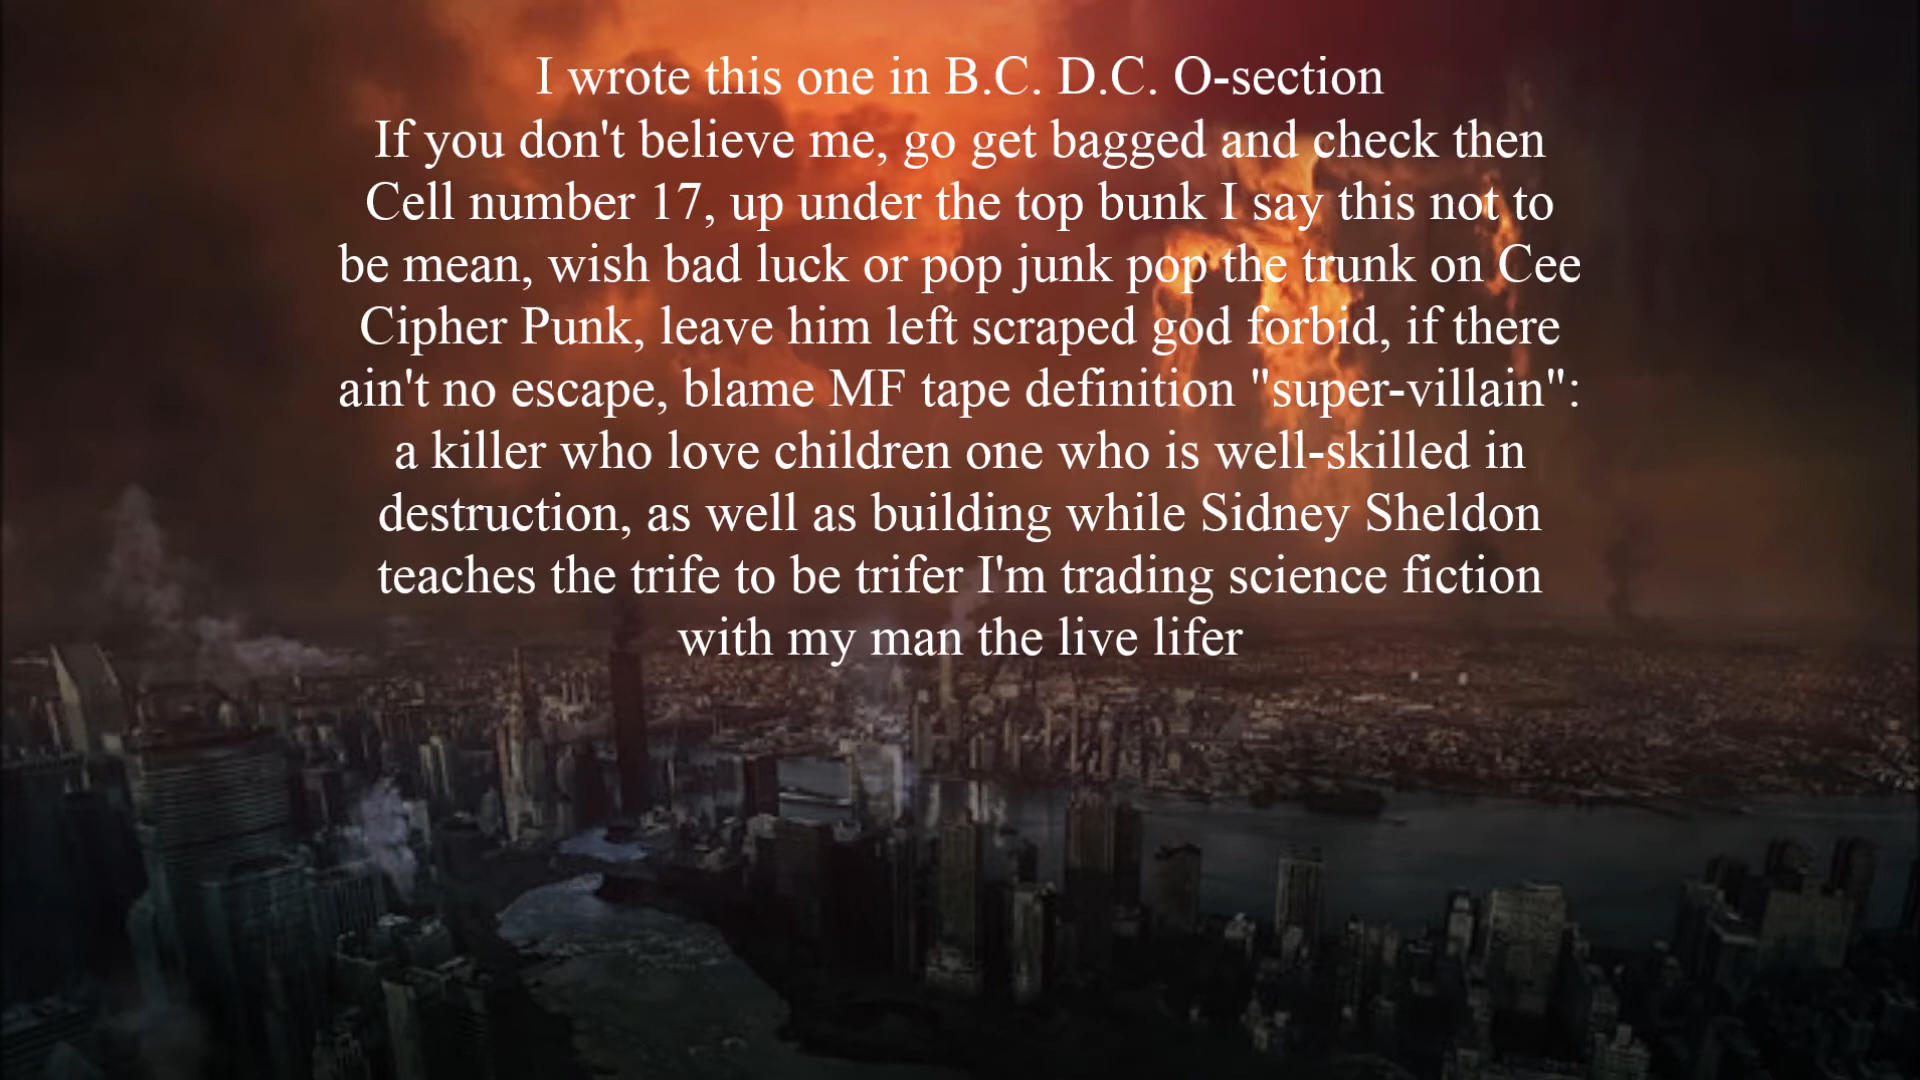 I wrote this one in B.C. D.C. O-section
If you don't believe me, go get bagged and check then
Cell number 17, up under the top bunk I say this not to
be mean, wish bad luck or pop junk pop the trunk on Cee
Cipher Punk, leave him left scraped god forbid, if there
ain't no escape, blame MF tape definition "super-villain":
a killer who love children one who is well-skilled in
destruction, as well as building while Sidney Sheldon
teaches the trife to be trifer I'm trading science fiction
with my man the live lifer